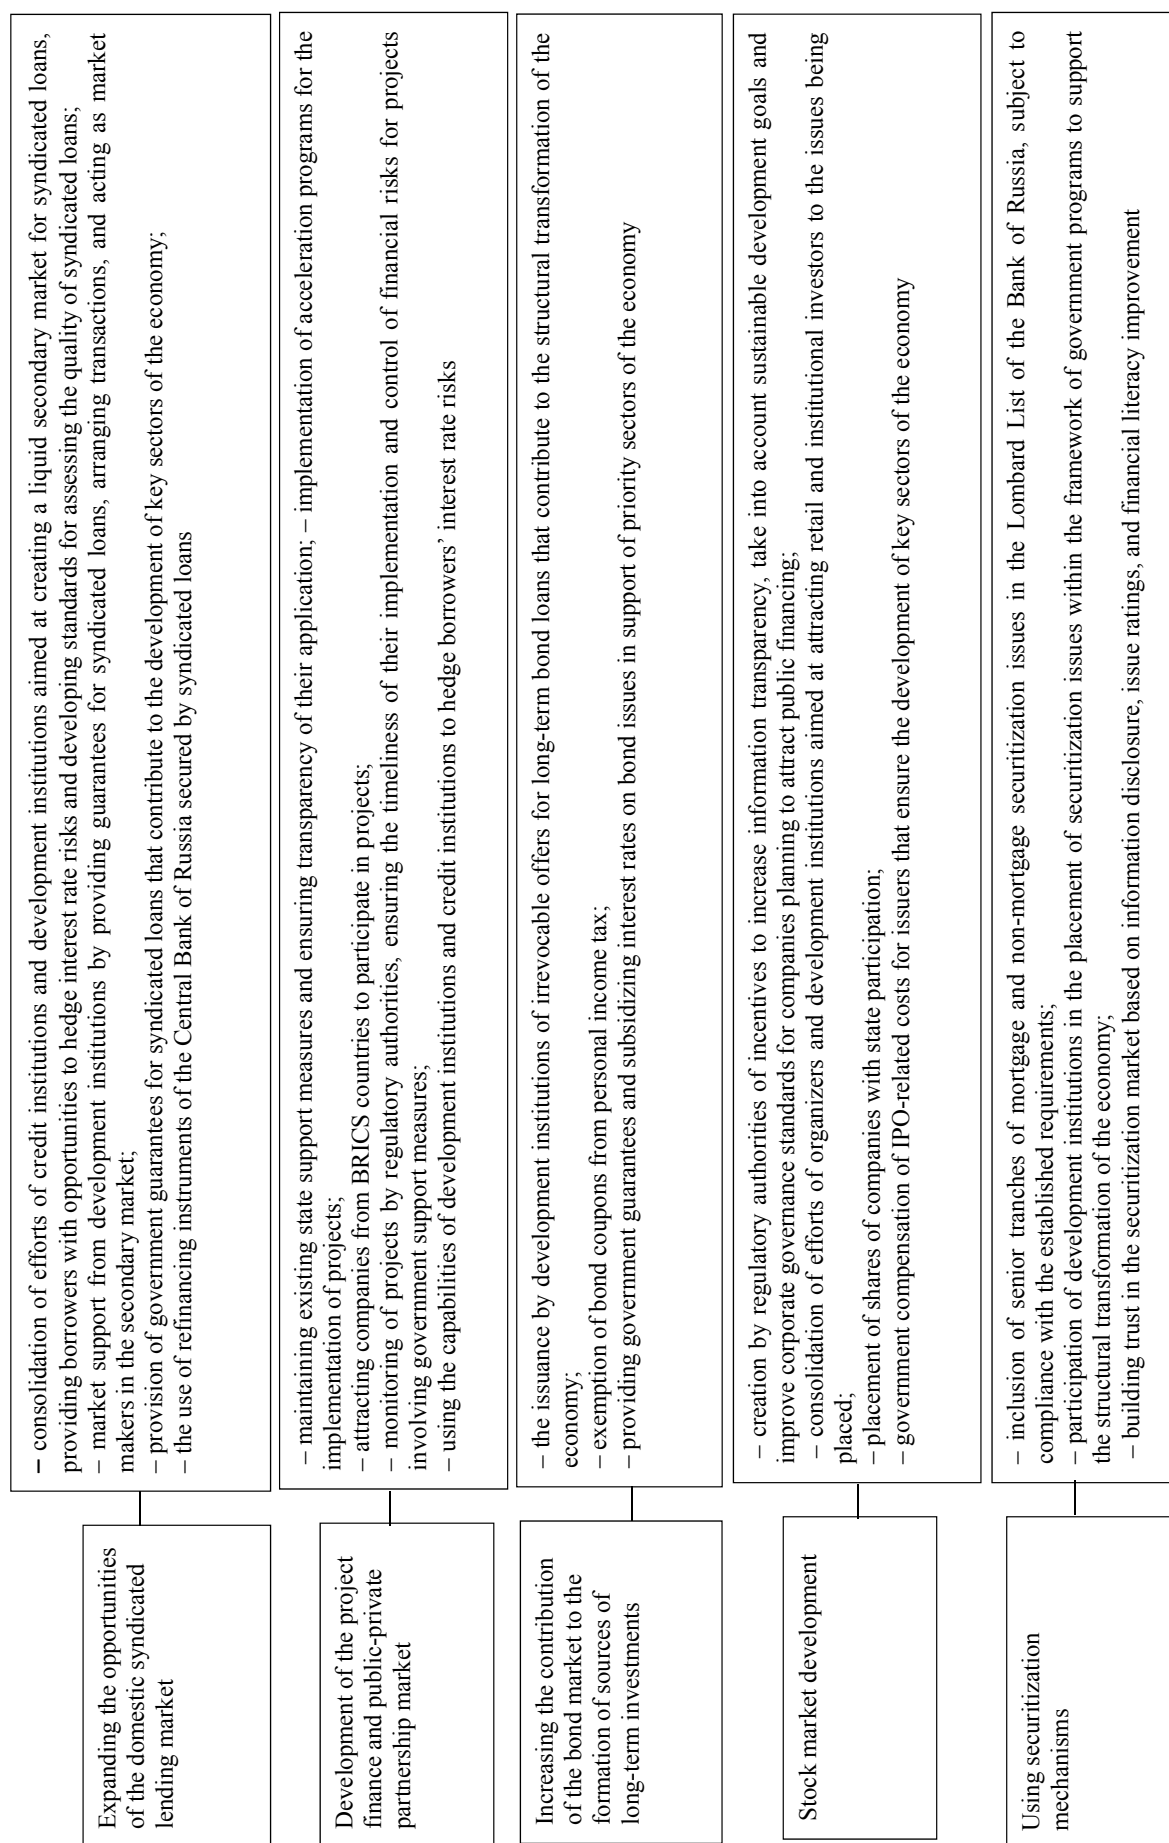 Expanding the opportunities
of the domestic syndicated
lending market
– consolidation of efforts of credit institutions and development institutions aimed at creating a liquid secondary market for syndicated loans,
providing borrowers with opportunities to hedge interest rate risks and developing standards for assessing the quality of syndicated loans;
– market support from development institutions by providing guarantees for syndicated loans, arranging transactions, and acting as market
makers in the secondary market;
– provision of government guarantees for syndicated loans that contribute to the development of key sectors of the economy;
– the use of refinancing instruments of the Central Bank of Russia secured by syndicated loans
Development of the project
finance and public-private
partnership market
– maintaining existing state support measures and ensuring transparency of their application; – implementation of acceleration programs for the
implementation of projects;
– attracting companies from BRICS countries to participate in projects;
– monitoring of projects by regulatory authorities, ensuring the timeliness of their implementation and control of financial risks for projects
involving government support measures;
– using the capabilities of development institutions and credit institutions to hedge borrowers' interest rate risks
Increasing the contribution
of the bond market to the
formation of sources of
long-term investments
– the issuance by development institutions of irrevocable offers for long-term bond loans that contribute to the structural transformation of the
economy;
– exemption of bond coupons from personal income tax;
– providing government guarantees and subsidizing interest rates on bond issues in support of priority sectors of the economy
Stock market development
– creation by regulatory authorities of incentives to increase information transparency, take into account sustainable development goals and
improve corporate governance standards for companies planning to attract public financing;
– consolidation of efforts of organizers and development institutions aimed at attracting retail and institutional investors to the issues being
placed;
– placement of shares of companies with state participation;
– government compensation of IPO-related costs for issuers that ensure the development of key sectors of the economy
Using securitization
mechanisms
– inclusion of senior tranches of mortgage and non-mortgage securitization issues in the Lombard List of the Bank of Russia, subject to
compliance with the established requirements;
– participation of development institutions in the placement of securitization issues within the framework of government programs to support
the structural transformation of the economy;
– building trust in the securitization market based on information disclosure, issue ratings, and financial literacy improvement